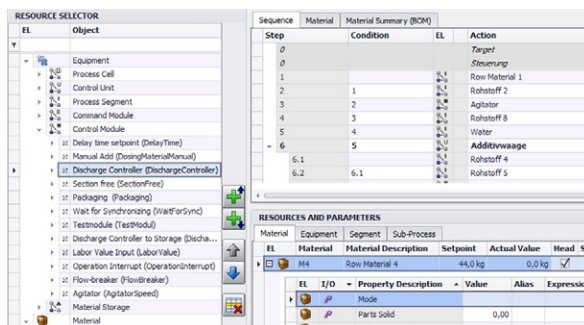 RESOURCE SELECTOR
EL Object
Equipment
Process Cell
Control Unit
Process Segment
Command Module
Control Module
Delay time setpoint (DelayTime)
Manual Add (DosingMaterialManual)
Discharge Controller (DischargeController)
Section free (SectionFree)
Packaging (Packaging)
Wait for Synchronizing (WaitForSync)
Testmodule (TestModul)
Discharge Controller to Storage (Discha...
Labor Value Input (LaborValue)
Operation Interrupt (OperationInterrupt)
Flow-breaker (FlowBreaker)
Agitator (AgitatorSpeed)
Material Storage
Material
Sequence Material Material Summary (BOM)
Step Condition EL Action
0 Target
0 Steuerung
1 Row Material 1
2 1 Rohstoff 2
3 2 Agitator
4 3 Rohstoff 8
5 4 Water
6 5 Additivwaage
6.1 Rohstoff 4
6.2 6.1 Rohstoff 5
RESOURCES AND PARAMETERS
Material Equipment Segment Sub-Process
EL Material Material Description Setpoint Actual Value Head S
M4 Row Material 4 44,0 kg 0,0 kg
EL I/O Property Description Value Alias Expressio
Mode
Parts Solid 0,00